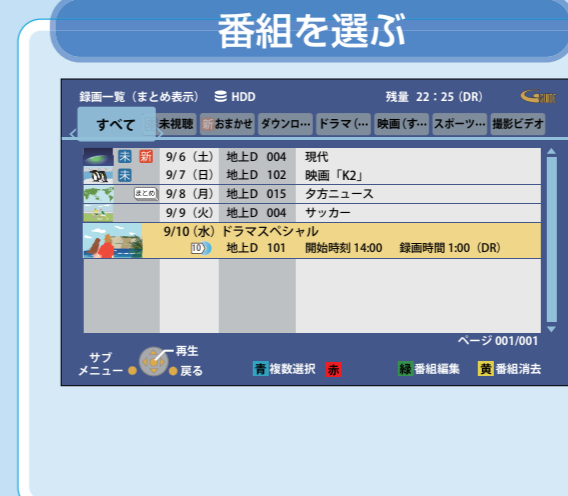 番組を選ぶ
録画一覧（まとめ表示） HDD 残量 22：25 (DR) G GUIDE
すべて 未視聴 新おまかせ ダウンロ… ドラマ(… 映画(す… スポーツ… 撮影ビデオ
未 新 9/6（土） 地上D 004 現代
未 9/7（日） 地上D 102 映画「K2」
まとめ 9/8（月） 地上D 015 夕方ニュース
9/9（火） 地上D 004 サッカー
9/10（水） ドラマスペシャル
10 地上D 101 開始時刻 14:00 録画時間 1:00（DR）
ページ 001/001
サブ
メニュー
再生
戻る
青 複数選択 赤 緑 番組編集 黄 番組消去